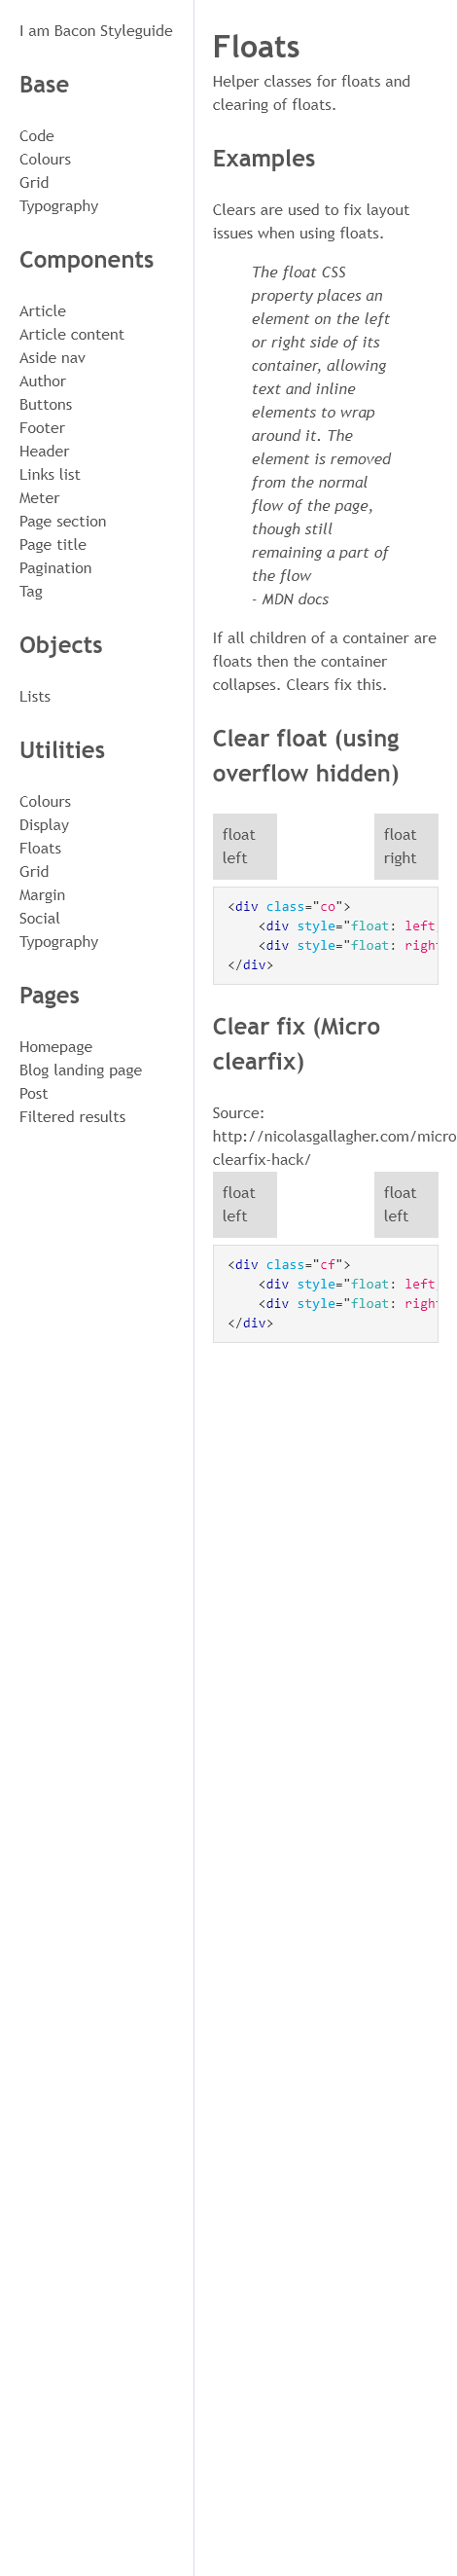 I am Bacon Styleguide
Base
Code
Colours
Grid
Typography
Components
Article
Article content
Aside nav
Author
Buttons
Footer
Header
Links list
Meter
Page section
Page title
Pagination
Tag
Objects
Lists
Utilities
Colours
Display
Floats
Grid
Margin
Social
Typography
Pages
Homepage
Blog landing page
Post
Filtered results
Floats
Helper classes for floats and
clearing of floats.
Examples
Clears are used to fix layout
issues when using floats.
The float CSS
property places an
element on the left
or right side of its
container, allowing
text and inline
elements to wrap
around it. The
element is removed
from the normal
flow of the page,
though still
remaining a part of
the flow
- MDN docs
If all children of a container are
floats then the container
collapses. Clears fix this.
Clear float (using
overflow hidden)
float
left
float
right
<div class="co">
    <div style="float: left;
    <div style="float: right
</div>
Clear fix (Micro
clearfix)
Source:
http://nicolasgallagher.com/micro
clearfix-hack/
float
left
float
left
<div class="cf">
    <div style="float: left;
    <div style="float: right
</div>